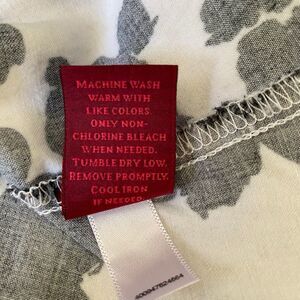 MACHINE WASH
WARM WITH
LIKE COLORS.
ONLY NON-
CHLORINE BLEACH
WHEN NEEDED.
TUMBLE DRY LOW.
REMOVE PROMPTLY.
COOL IRON
IF NEEDED
400947624664